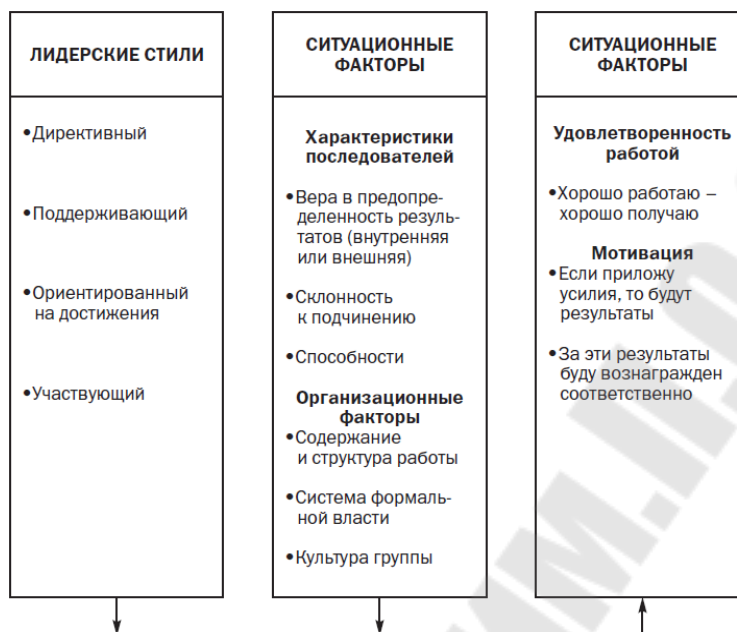 ЛИДЕРСКИЕ СТИЛИ
•Директивный
•Поддерживающий
•Ориентированный
на достижения
•Участвующий
СИТУАЦИОННЫЕ
ФАКТОРЫ
Характеристики
последователей
•Вера в предопре-
деленность резуль-
татов (внутренняя
или внешняя)
•Склонность
к подчинению
•Способности
Организационные
факторы
•Содержание
и структура работы
•Система формаль-
ной власти
•Культура группы
СИТУАЦИОННЫЕ
ФАКТОРЫ
Удовлетворенность
работой
•Хорошо работаю –
хорошо получаю
Мотивация
•Если приложу
усилия, то будут
результаты
•За эти результаты
буду вознагражден
соответственно